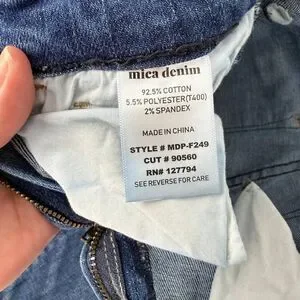 mica denim
92.5% COTTON
5.5% POLYESTER(T400)
2% SPANDEX
MADE IN CHINA
STYLE # MDP-F249
CUT # 90560
RN# 127794
SEE REVERSE FOR CARE